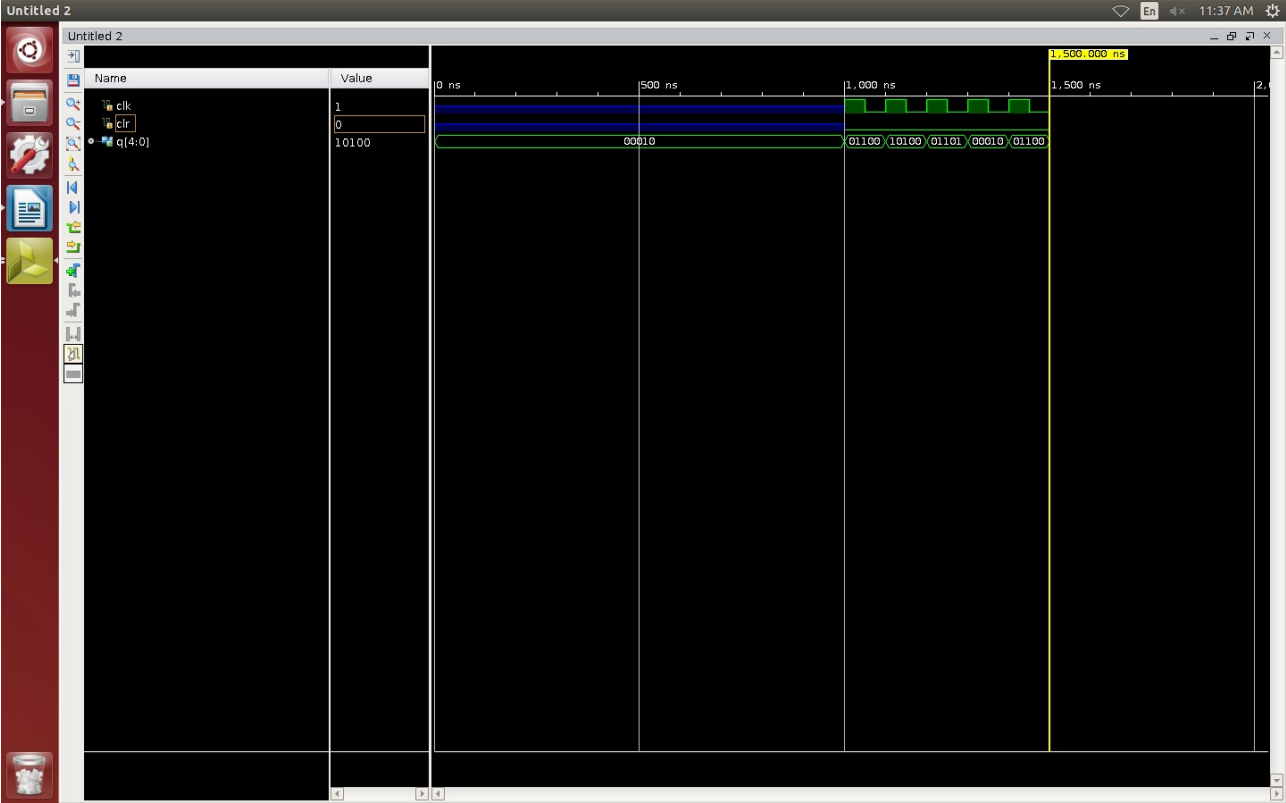 Untitled 2
En
11:37 AM
Untitled 2
1,500.000 ns
Name
Value
0 ns
500 ns
1,000 ns
1,500 ns
2,
clk
1
clr
0
q[4:0]
10100
00010
01100
10100
01101
00010
01100